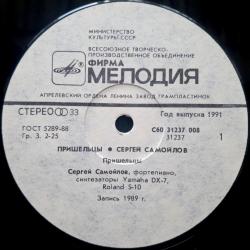 МИНИСТЕРСТВО
КУЛЬТУРЫ СССР
ВСЕСОЮЗНОЕ ТВОРЧЕСКО-
ПРОИЗВОДСТВЕННОЕ ОБЪЕДИНЕНИЕ
ФИРМА
МЕЛОДИЯ
АПРЕЛЕВСКИЙ ОРДЕНА ЛЕНИНА ЗАВОД ГРАМПЛАСТИНОК
СТЕРЕО 33
Год выпуска 1991
ГОСТ 5289-88
Гр. 3. 2-25
С60 31237 008
31237
1
ПРИШЕЛЬЦЫ ● СЕРГЕЙ САМОЙЛОВ
Пришельцы
Сергей Самойлов, фортепиано,
синтезаторы Yamaha DX-7,
Roland S-10
Запись 1989 г.